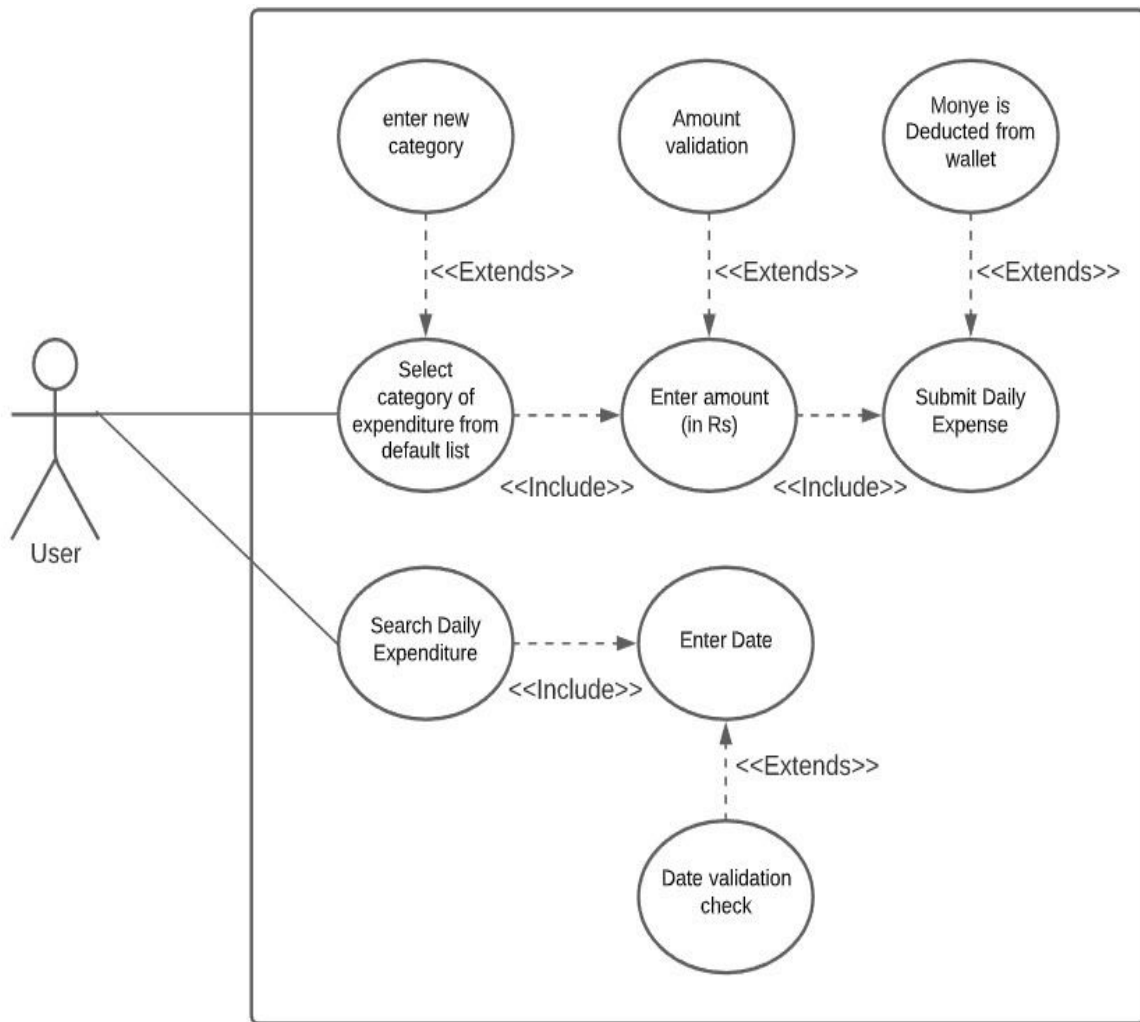 enter new
category
Amount
validation
Monye is
Deducted from
wallet
<<Extends>>
<<Extends>>
<<Extends>>
Select
category of
expenditure from
default list
Enter amount
(in Rs)
Submit Daily
Expense
<<Include>>
<<Include>>
User
Search Daily
Expenditure
Enter Date
<<Include>>
<<Extends>>
Date validation
check